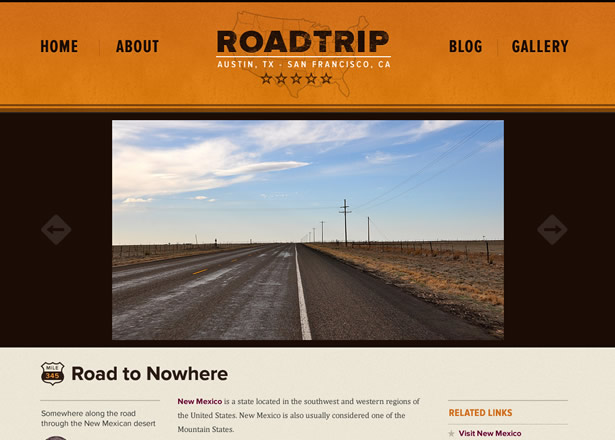 HOME
ABOUT
ROADTRIP
AUSTIN, TX - SAN FRANCISCO, CA
BLOG
GALLERY
MILE
345
Road to Nowhere
Somewhere along the road
through the New Mexican desert
New Mexico is a state located in the southwest and western regions of
the United States. New Mexico is also usually considered one of the
Mountain States.
RELATED LINKS
Visit New Mexico